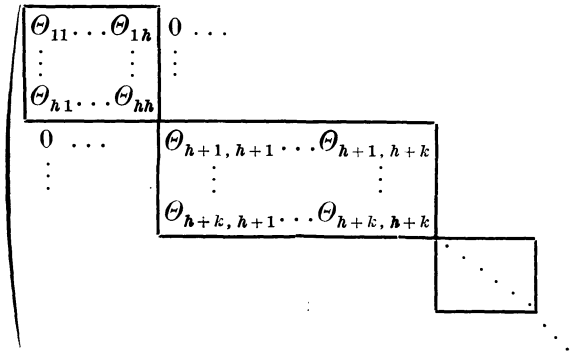 Θ₁₁ . . . Θ₁ₕ 0 . . .
⋮ ⋮ ⋮
Θₕ₁ . . . Θₕₕ
0 . . . Θₕ₊₁, ₕ₊₁ . . . Θₕ₊₁, ₕ₊ₖ
⋮ ⋮ ⋮
Θₕ₊ₖ, ₕ₊₁ . . . Θₕ₊ₖ, ₕ₊ₖ